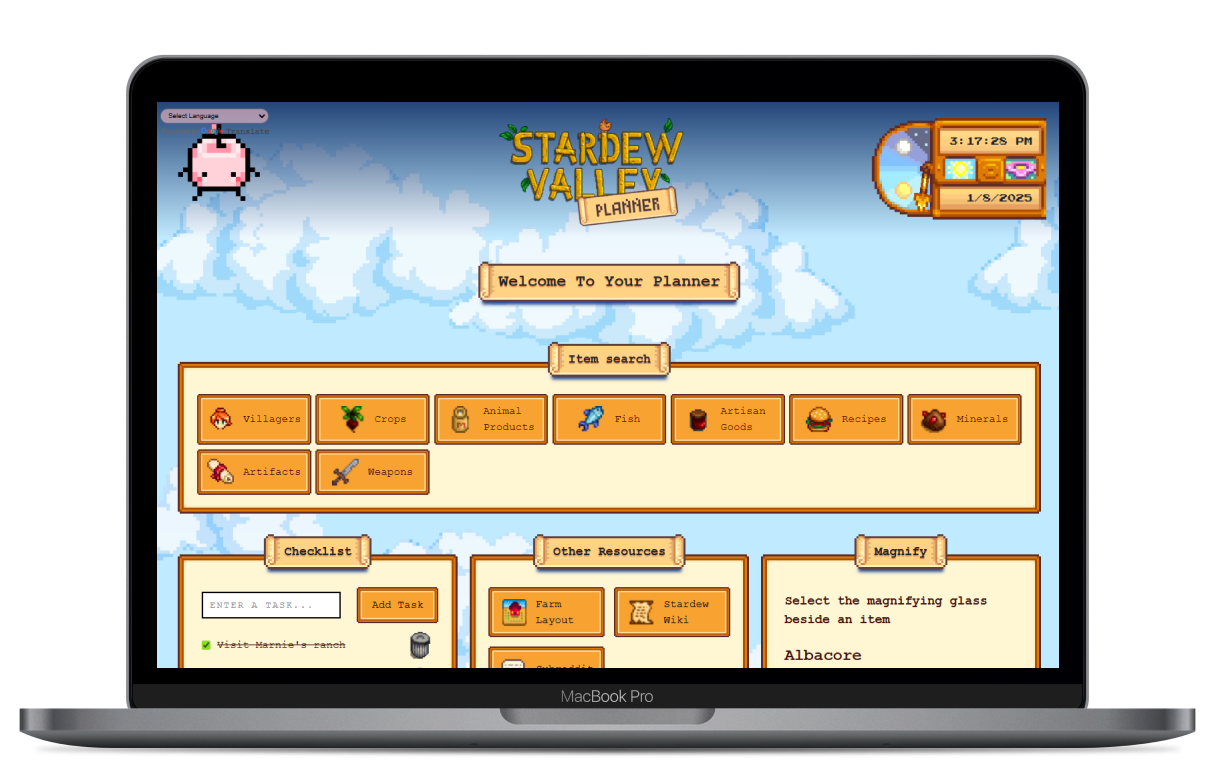 Select Language
Translate
STARDEW
VALLEY
PLANNER
3:17:28 PM
1/8/2025
Welcome To Your Planner
Item search
Villagers
Crops
Animal
Products
Fish
Artisan
Goods
Recipes
Minerals
Artifacts
Weapons
Checklist
ENTER A TASK...
Add Task
Visit Marnie's ranch
Other Resources
Farm
Layout
Stardew
Wiki
Subreddit
Magnify
Select the magnifying glass
beside an item
Albacore
MacBook Pro